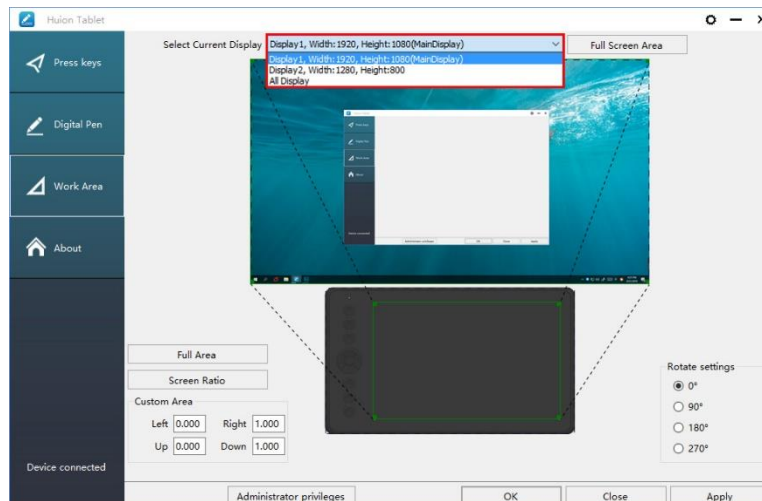 Huion Tablet
Press keys
Digital Pen
Work Area
About
Device connected
Select Current Display
Display1, Width:1920, Height:1080(MainDisplay)
Full Screen Area
Display1, Width:1920, Height:1080(MainDisplay)
Display2, Width:1280, Height:800
All Display
Full Area
Screen Ratio
Custom Area
Left 0.000 Right 1.000
Up 0.000 Down 1.000
Rotate settings
0°
90°
180°
270°
Administrator privileges
OK
Close
Apply